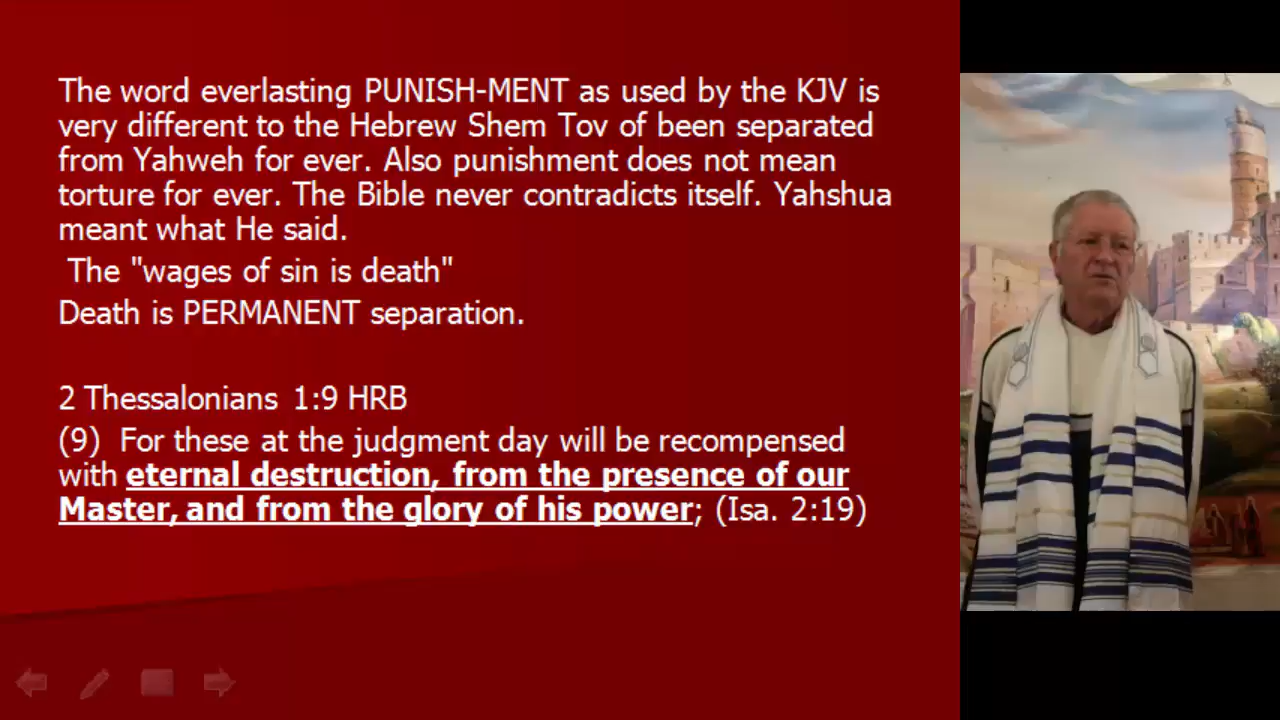 The word everlasting PUNISH-MENT as used by the KJV is
very different to the Hebrew Shem Tov of been separated
from Yahweh for ever. Also punishment does not mean
torture for ever. The Bible never contradicts itself. Yahshua
meant what He said.
The "wages of sin is death"
Death is PERMANENT separation.
2 Thessalonians 1:9 HRB
(9) For these at the judgment day will be recompensed
with eternal destruction, from the presence of our
Master, and from the glory of his power; (Isa. 2:19)